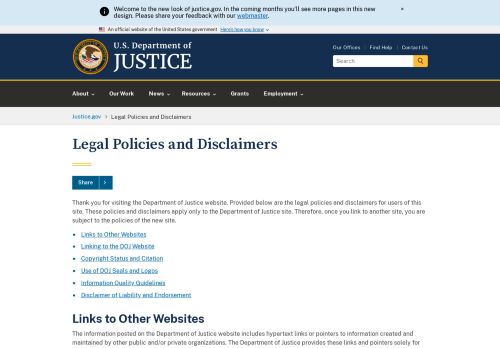 Welcome to the new look of justice.gov. In the coming months you'll see more pages in this new
design. Please share your feedback with our webmaster.
×
An official website of the United States government Here's how you know
U.S. Department of
JUSTICE
Our Offices | Find Help | Contact Us
Search
About
Our Work
News
Resources
Grants
Employment
Justice.gov > Legal Policies and Disclaimers
Legal Policies and Disclaimers
Share >
Thank you for visiting the Department of Justice website. Provided below are the legal policies and disclaimers for users of this
site. These policies and disclaimers apply only to the Department of Justice site. Therefore, once you link to another site, you are
subject to the policies of the new site.
• Links to Other Websites
• Linking to the DOJ Website
• Copyright Status and Citation
• Use of DOJ Seals and Logos
• Information Quality Guidelines
• Disclaimer of Liability and Endorsement
Links to Other Websites
The information posted on the Department of Justice website includes hypertext links or pointers to information created and
maintained by other public and/or private organizations. The Department of Justice provides these links and pointers solely for